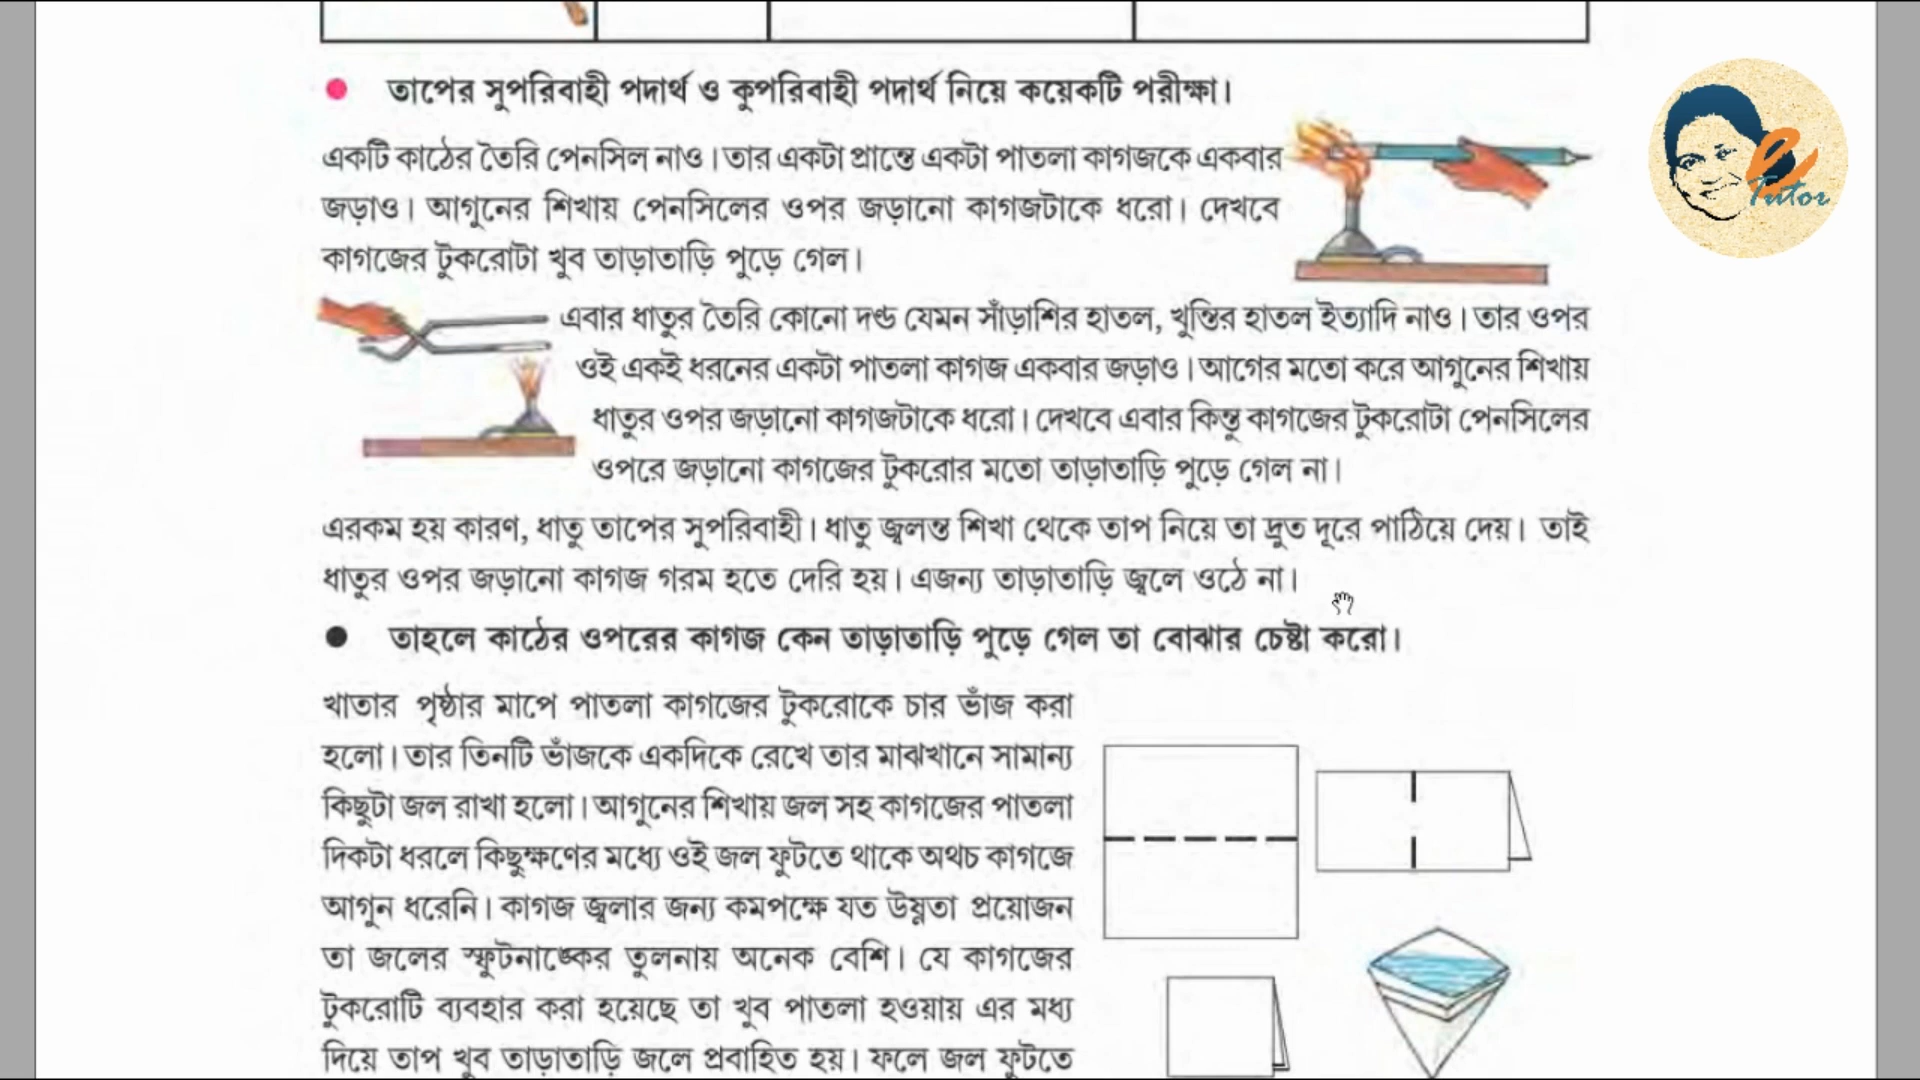 তাপের সুপরিবাহী পদার্থ ও কুপরিবাহী পদার্থ নিয়ে কয়েকটি পরীক্ষা।
একটি কাঠের তৈরি পেনসিল নাও। তার একটা প্রান্তে একটা পাতলা কাগজকে একবার
জড়াও। আগুনের শিখায় পেনসিলের ওপর জড়ানো কাগজটাকে ধরো। দেখবে
কাগজের টুকরোটা খুব তাড়াতাড়ি পুড়ে গেল।
এবার ধাতুর তৈরি কোনো দণ্ড যেমন সাঁড়াশির হাতল, খুন্তির হাতল ইত্যাদি নাও। তার ওপর
ওই একই ধরনের একটা পাতলা কাগজ একবার জড়াও। আগের মতো করে আগুনের শিখায়
ধাতুর ওপর জড়ানো কাগজটাকে ধরো। দেখবে এবার কিন্তু কাগজের টুকরোটা পেনসিলের
ওপরে জড়ানো কাগজের টুকরোর মতো তাড়াতাড়ি পুড়ে গেল না।
এরকম হয় কারণ, ধাতু তাপের সুপরিবাহী। ধাতু জ্বলন্ত শিখা থেকে তাপ নিয়ে তা দ্রুত দূরে পাঠিয়ে দেয়। তাই
ধাতুর ওপর জড়ানো কাগজ গরম হতে দেরি হয়। এজন্য তাড়াতাড়ি জ্বলে ওঠে না।
তাহলে কাঠের ওপরের কাগজ কেন তাড়াতাড়ি পুড়ে গেল তা বোঝার চেষ্টা করো।
খাতার পৃষ্ঠার মাপে পাতলা কাগজের টুকরোকে চার ভাঁজ করা
হলো। তার তিনটি ভাঁজকে একদিকে রেখে তার মাঝখানে সামান্য
কিছুটা জল রাখা হলো। আগুনের শিখায় জল সহ কাগজের পাতলা
দিকটা ধরলে কিছুক্ষণের মধ্যে ওই জল ফুটতে থাকে অথচ কাগজে
আগুন ধরেনি। কাগজ জ্বলার জন্য কমপক্ষে যত উষ্ণতা প্রয়োজন
তা জলের স্ফুটনাঙ্কের তুলনায় অনেক বেশি। যে কাগজের
টুকরোটি ব্যবহার করা হয়েছে তা খুব পাতলা হওয়ায় এর মধ্য
দিয়ে তাপ খুব তাড়াতাড়ি জলে প্রবাহিত হয়। ফলে জল ফুটতে
e Tutor